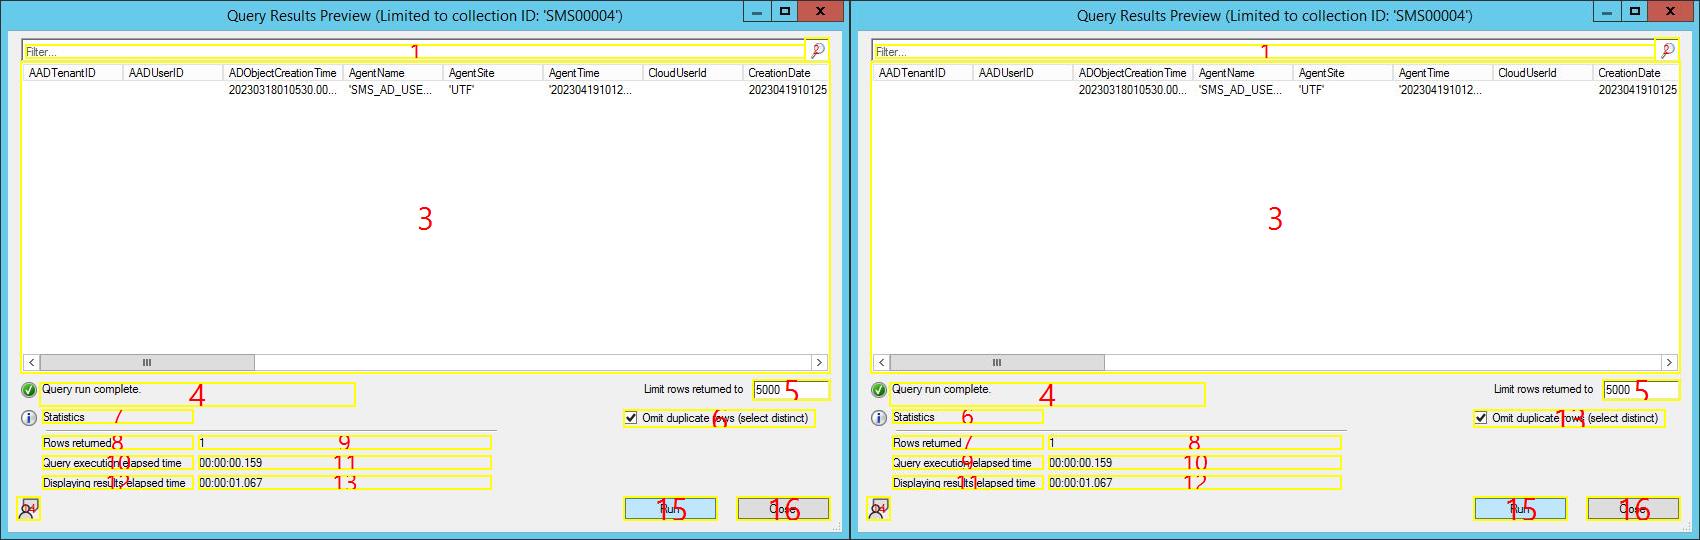 Query Results Preview (Limited to collection ID: 'SMS00004')
Filter... 1 2
AADTenantID AADUserID ADObjectCreationTime AgentName AgentSite AgentTime CloudUserId CreationDate
20230318010530.00... 'SMS_AD_USE... 'UTF' '202304191012... 2023041910125
3
Query run complete. 4 Limit rows returned to 5000 5
Statistics 7 Omit duplicate rows (select distinct) 6
Rows returned 8 1 9
Query execution elapsed time 10 00:00:00.159 11
Displaying results elapsed time 12 00:00:01.067 13
14 Run 15 Close 16
Query Results Preview (Limited to collection ID: 'SMS00004')
Filter... 1 2
AADTenantID AADUserID ADObjectCreationTime AgentName AgentSite AgentTime CloudUserId CreationDate
20230318010530.00... 'SMS_AD_USE... 'UTF' '202304191012... 2023041910125
3
Query run complete. 4 Limit rows returned to 5000 5
Statistics 6 Omit duplicate rows (select distinct) 13
Rows returned 7 1 8
Query execution elapsed time 9 00:00:00.159 10
Displaying results elapsed time 11 00:00:01.067 12
14 Run 15 Close 16